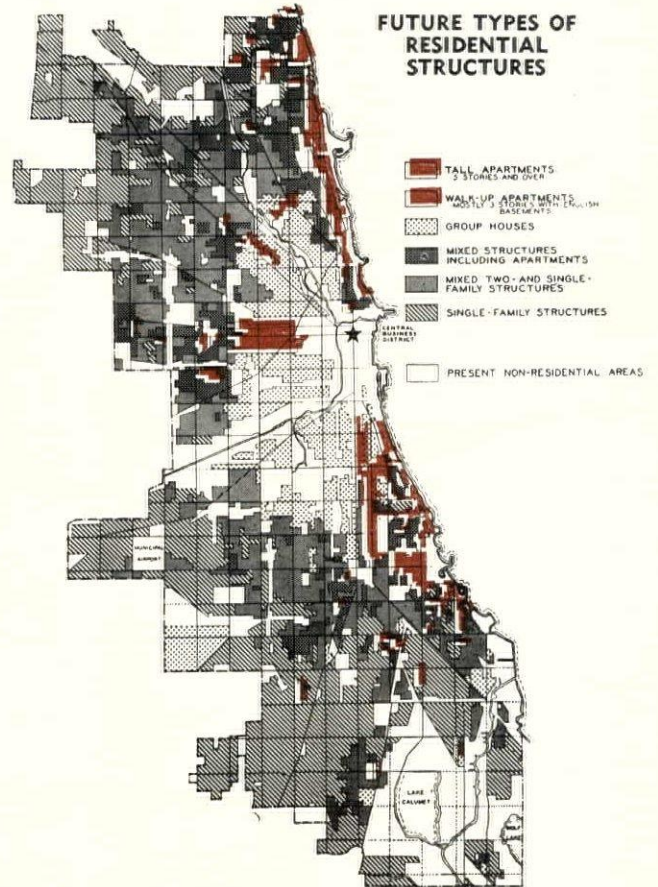 FUTURE TYPES OF
RESIDENTIAL
STRUCTURES
TALL APARTMENTS
5 STORIES AND OVER
WALK-UP APARTMENTS
MOSTLY 3 STORIES WITH ENGLISH
BASEMENTS
GROUP HOUSES
MIXED STRUCTURES
INCLUDING APARTMENTS
MIXED TWO- AND SINGLE-
FAMILY STRUCTURES
SINGLE-FAMILY STRUCTURES
CENTRAL
BUSINESS
DISTRICT
PRESENT NON-RESIDENTIAL AREAS
MUNICIPAL
AIRPORT
LAKE
CALUMET